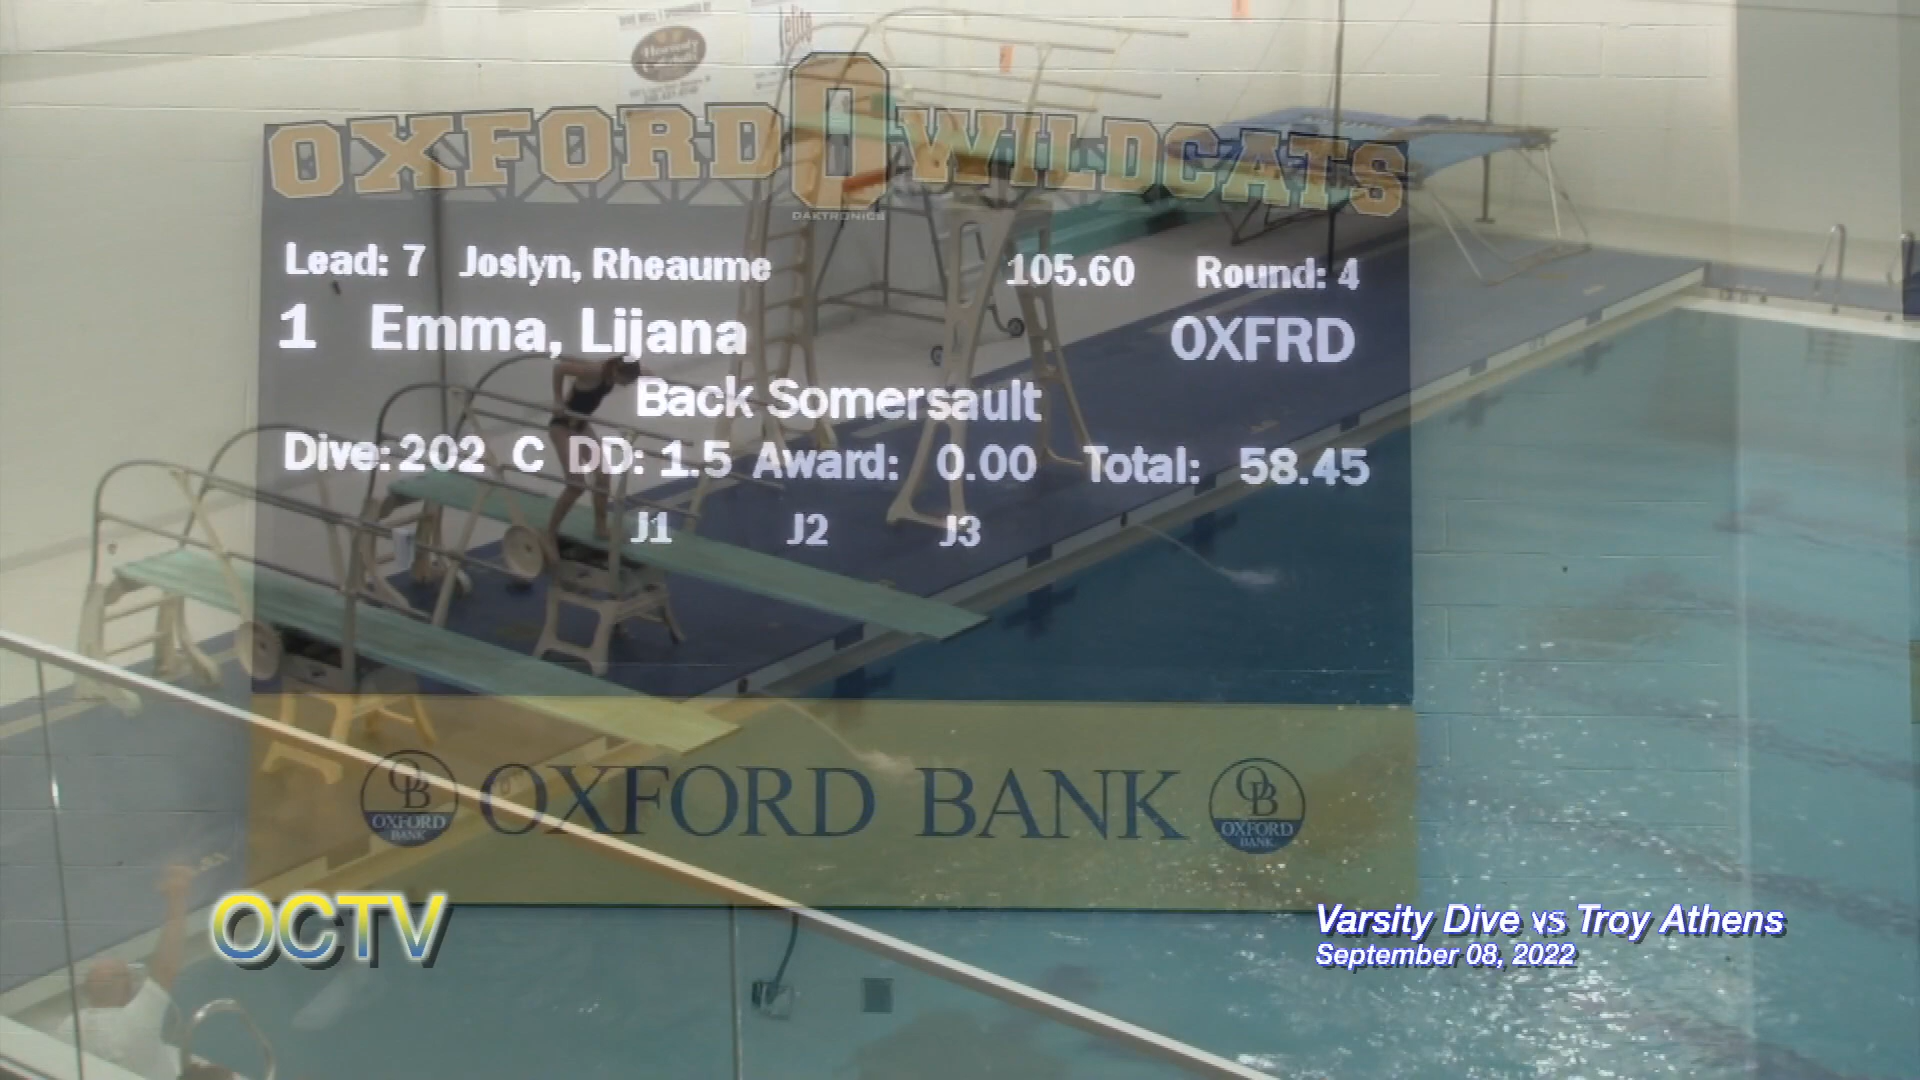 Jelito
OXFORD O WILDCATS
DAKTRONICS
Lead: 7 Joslyn, Rheaume 105.60 Round: 4
1 Emma, Lijana OXFRD
Back Somersault
Dive: 202 C DD: 1.5 Award: 0.00 Total: 58.45
J1 J2 J3
OB OXFORD BANK OXFORD BANK OB OXFORD BANK
OCTV
Varsity Dive vs Troy Athens
September 08, 2022